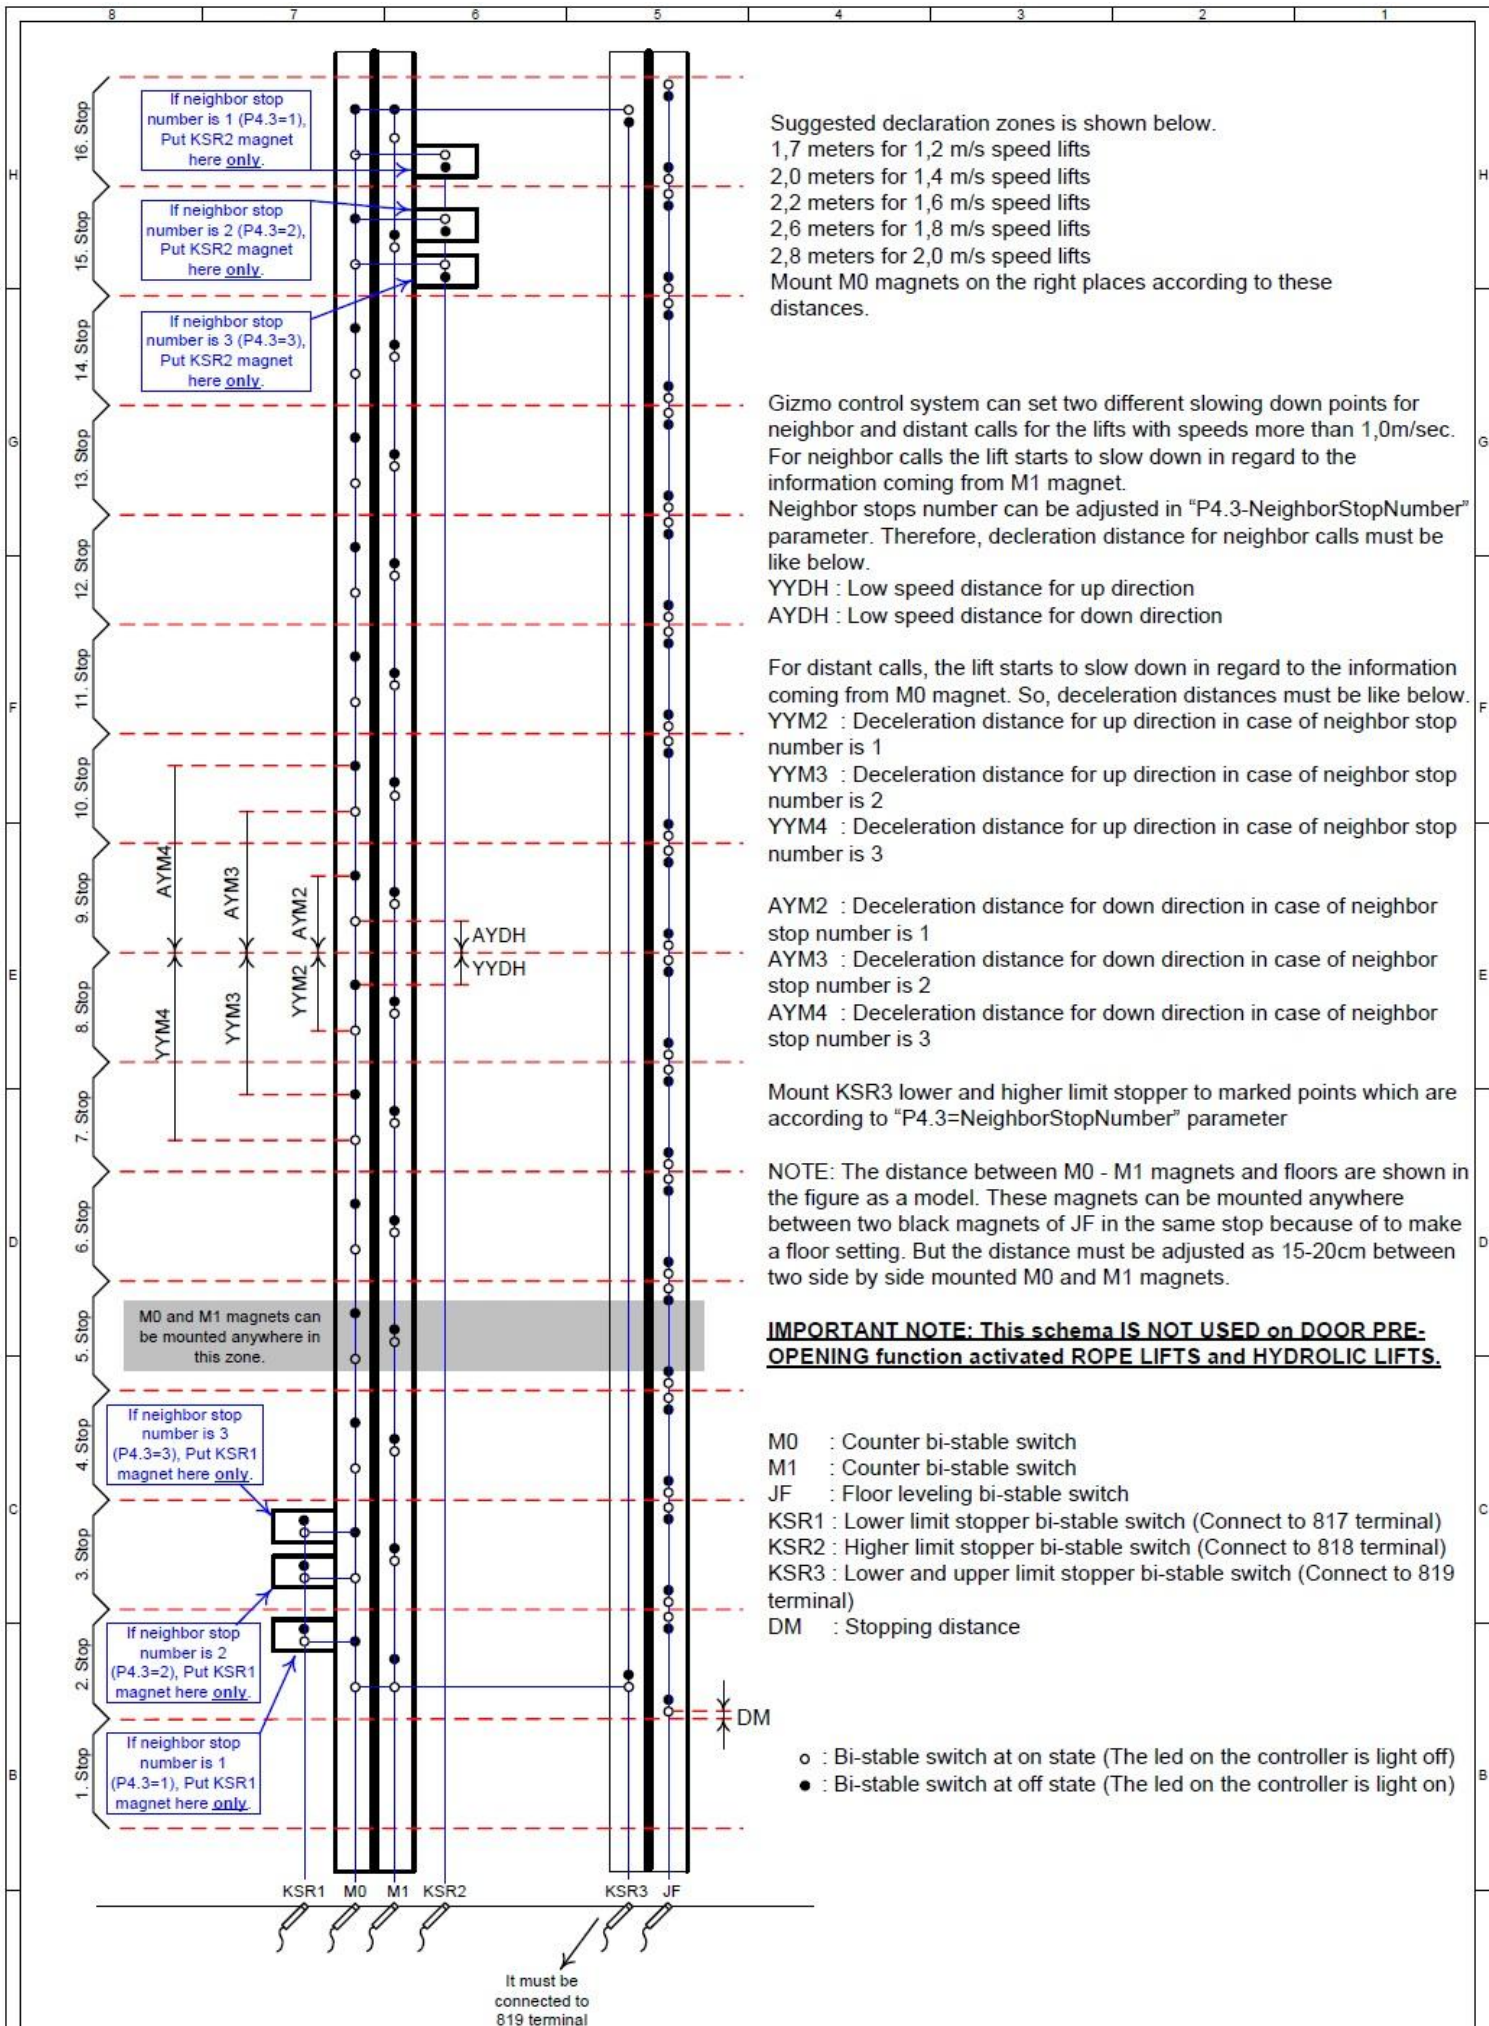 8 7 6 5 4 3 2 1
H
G
F
E
D
C
B
H
G
F
E
D
C
B
16. Stop
15. Stop
14. Stop
13. Stop
12. Stop
11. Stop
10. Stop
9. Stop
8. Stop
7. Stop
6. Stop
5. Stop
4. Stop
3. Stop
2. Stop
1. Stop
If neighbor stop
number is 1 (P4.3=1),
Put KSR2 magnet
here only.
If neighbor stop
number is 2 (P4.3=2),
Put KSR2 magnet
here only.
If neighbor stop
number is 3 (P4.3=3),
Put KSR2 magnet
here only.
AYM4
AYM3
AYM2
AYDH
YYDH
YYM2
YYM3
YYM4
M0 and M1 magnets can
be mounted anywhere in
this zone.
If neighbor stop
number is 3
(P4.3=3), Put KSR1
magnet here only.
If neighbor stop
number is 2
(P4.3=2), Put KSR1
magnet here only.
If neighbor stop
number is 1
(P4.3=1), Put KSR1
magnet here only.
DM
KSR1 M0 M1 KSR2 KSR3 JF
It must be
connected to
819 terminal
Suggested declaration zones is shown below.
1,7 meters for 1,2 m/s speed lifts
2,0 meters for 1,4 m/s speed lifts
2,2 meters for 1,6 m/s speed lifts
2,6 meters for 1,8 m/s speed lifts
2,8 meters for 2,0 m/s speed lifts
Mount M0 magnets on the right places according to these
distances.
Gizmo control system can set two different slowing down points for
neighbor and distant calls for the lifts with speeds more than 1,0m/sec.
For neighbor calls the lift starts to slow down in regard to the
information coming from M1 magnet.
Neighbor stops number can be adjusted in “P4.3-NeighborStopNumber”
parameter. Therefore, decleration distance for neighbor calls must be
like below.
YYDH : Low speed distance for up direction
AYDH : Low speed distance for down direction
For distant calls, the lift starts to slow down in regard to the information
coming from M0 magnet. So, deceleration distances must be like below.
YYM2 : Deceleration distance for up direction in case of neighbor stop
number is 1
YYM3 : Deceleration distance for up direction in case of neighbor stop
number is 2
YYM4 : Deceleration distance for up direction in case of neighbor stop
number is 3
AYM2 : Deceleration distance for down direction in case of neighbor
stop number is 1
AYM3 : Deceleration distance for down direction in case of neighbor
stop number is 2
AYM4 : Deceleration distance for down direction in case of neighbor
stop number is 3
Mount KSR3 lower and higher limit stopper to marked points which are
according to “P4.3=NeighborStopNumber” parameter
NOTE: The distance between M0 - M1 magnets and floors are shown in
the figure as a model. These magnets can be mounted anywhere
between two black magnets of JF in the same stop because of to make
a floor setting. But the distance must be adjusted as 15-20cm between
two side by side mounted M0 and M1 magnets.
IMPORTANT NOTE: This schema IS NOT USED on DOOR PRE-
OPENING function activated ROPE LIFTS and HYDROLIC LIFTS.
M0 : Counter bi-stable switch
M1 : Counter bi-stable switch
JF : Floor leveling bi-stable switch
KSR1 : Lower limit stopper bi-stable switch (Connect to 817 terminal)
KSR2 : Higher limit stopper bi-stable switch (Connect to 818 terminal)
KSR3 : Lower and upper limit stopper bi-stable switch (Connect to 819
terminal)
DM : Stopping distance
: Bi-stable switch at on state (The led on the controller is light off)
: Bi-stable switch at off state (The led on the controller is light on)